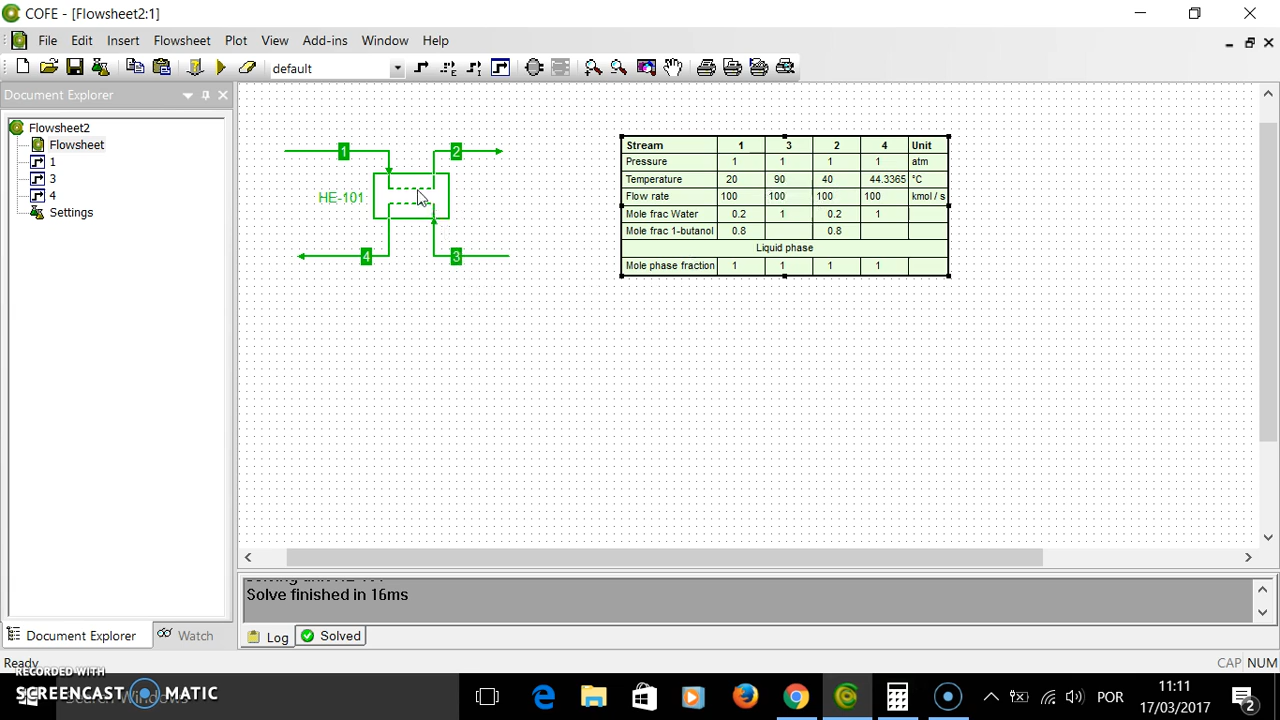 COFE - [Flowsheet2:1]
File Edit Insert Flowsheet Plot View Add-ins Window Help
default
Document Explorer
Flowsheet2
Flowsheet
1
3
4
Settings
1 2
HE-101
4 3
Stream 1 3 2 4 Unit
Pressure 1 1 1 1 atm
Temperature 20 90 40 44.3365 °C
Flow rate 100 100 100 100 kmol / s
Mole frac Water 0.2 1 0.2 1
Mole frac 1-butanol 0.8 0.8
Liquid phase
Mole phase fraction 1 1 1 1
Solve finished in 16ms
Log Solved
Document Explorer Watch
Ready
CAP NUM
RECORDED WITH
SCREENCAST MATIC
Search Windows
POR
11:11
17/03/2017
2